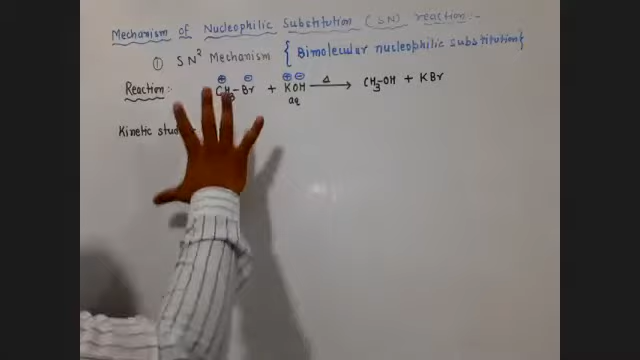 Mechanism of Nucleophilic Substitution (SN) reaction:-
① SN² Mechanism { Bimolecular nucleophilic substitution}
⊕ ⊖ ⊕ ⊖
Reaction:- CH₃-Br + KOH →Δ CH₃-OH + KBr
aq
Kinetic